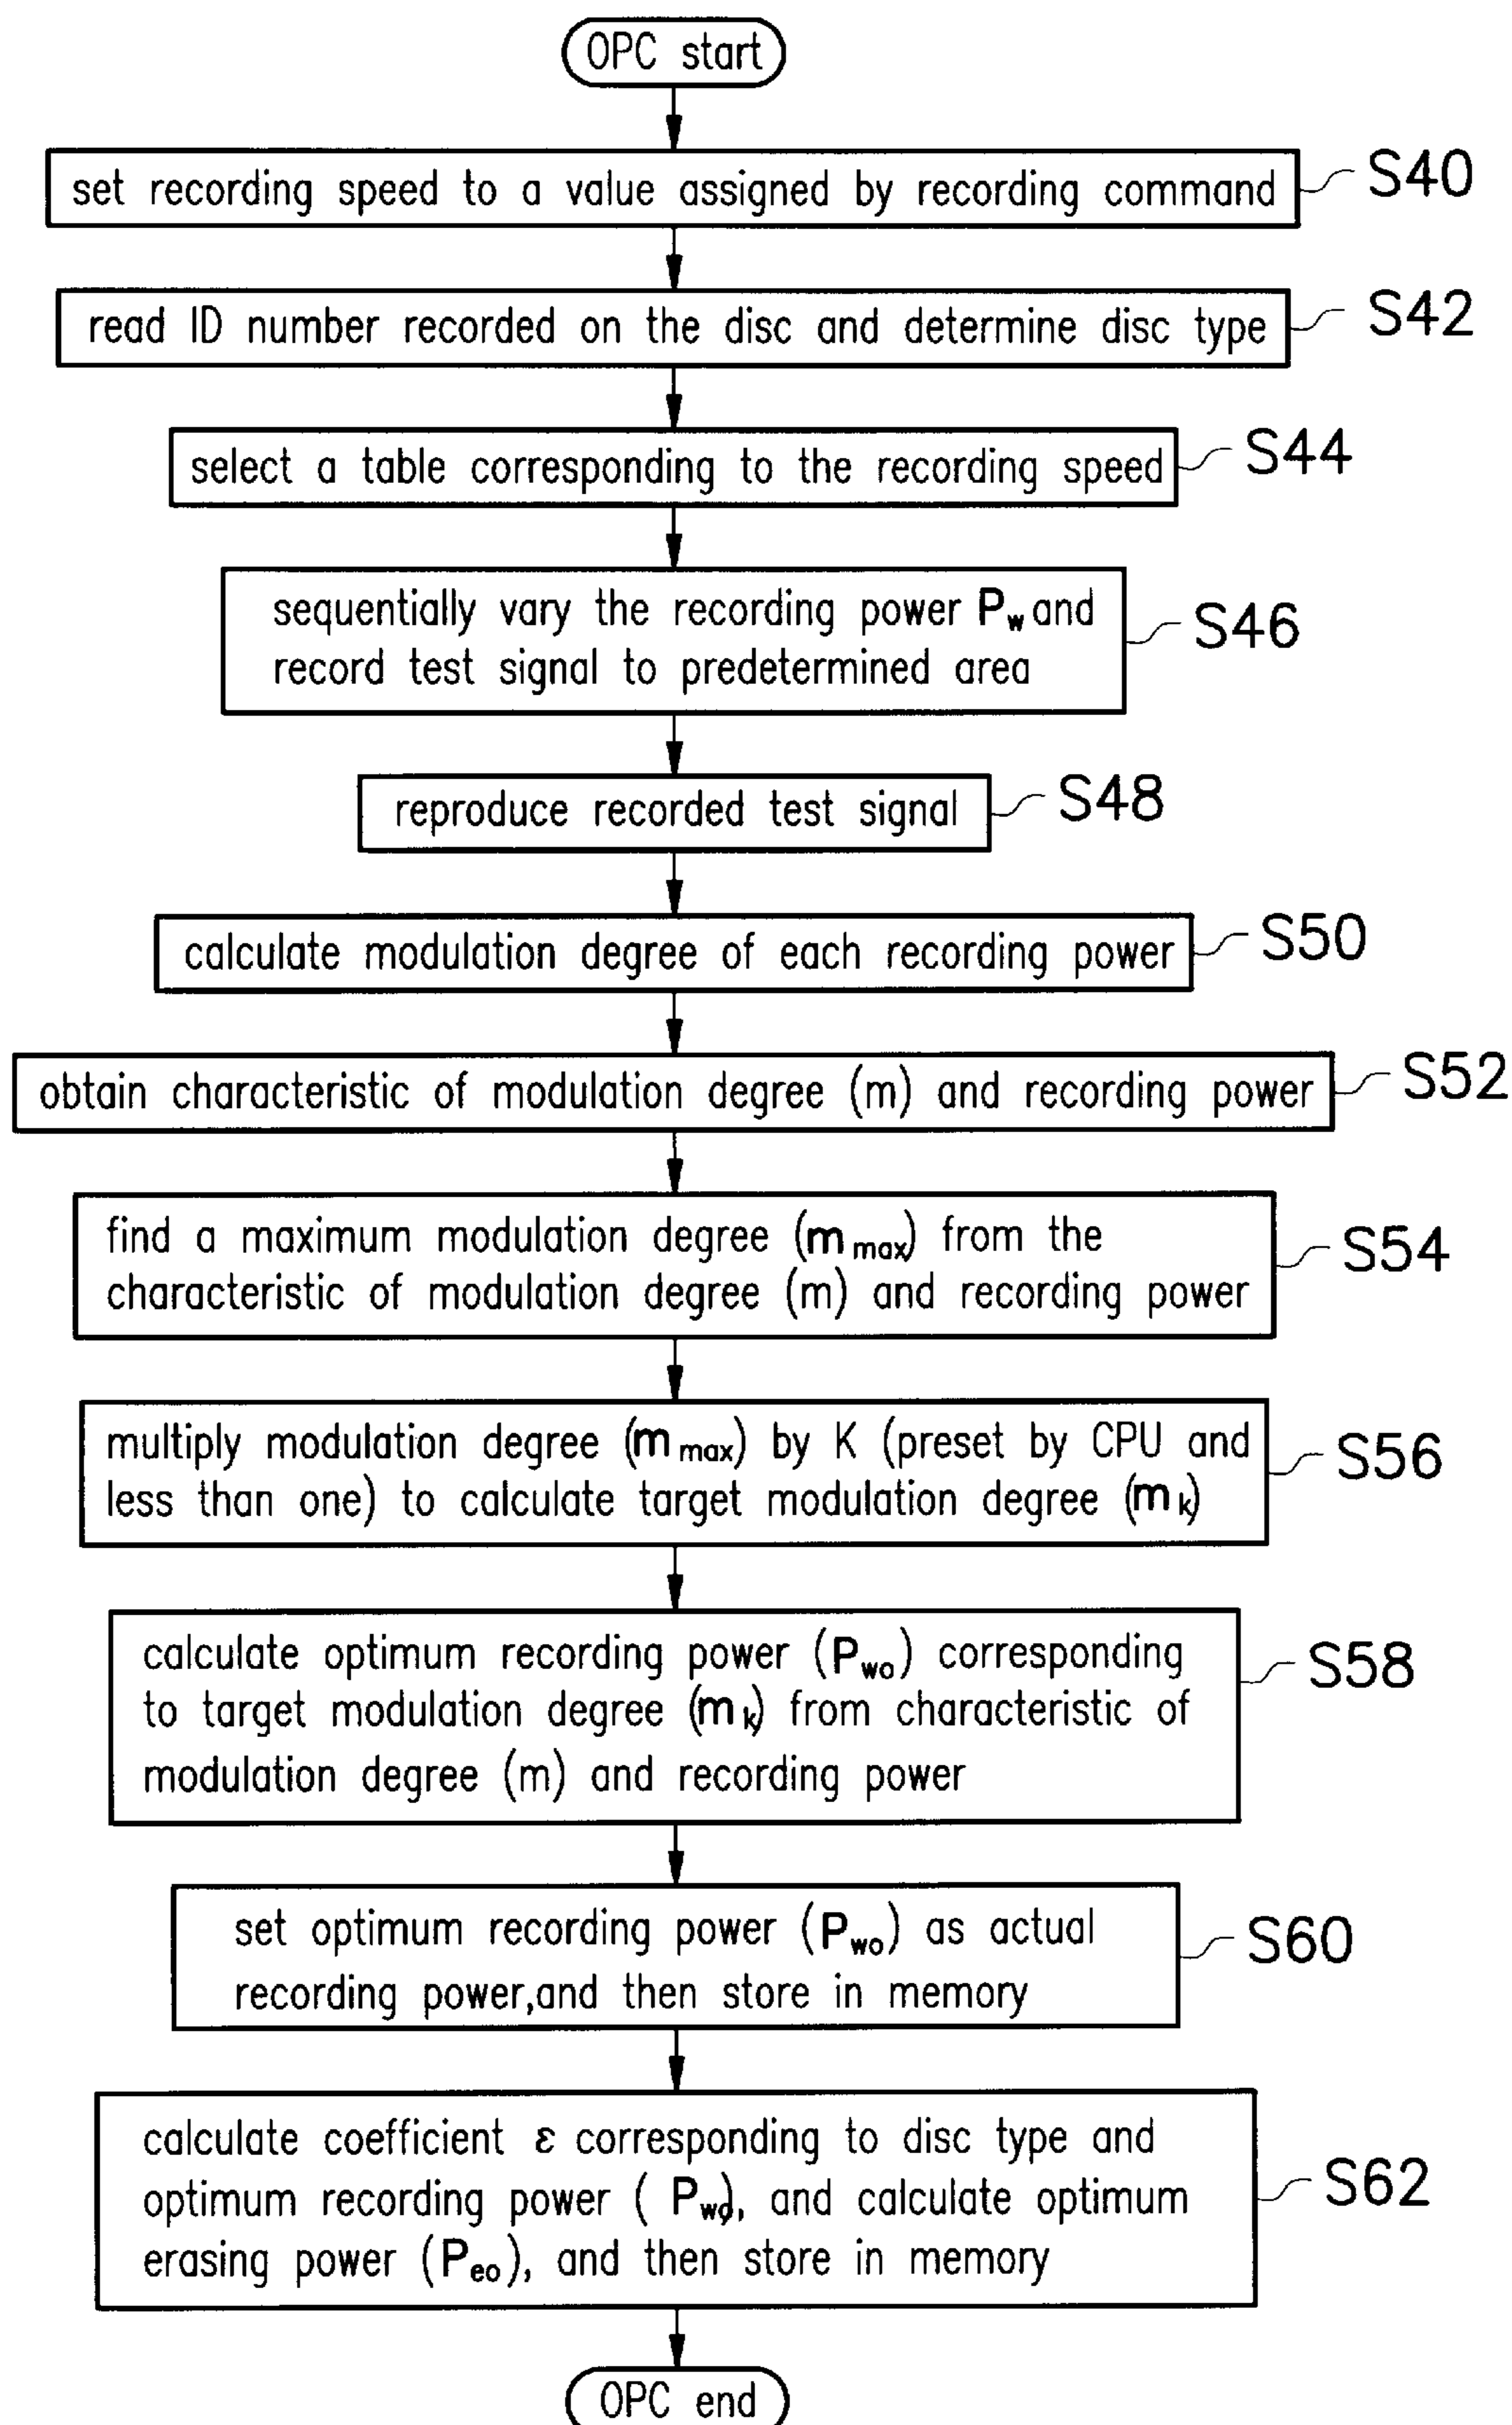 OPC start
set recording speed to a value assigned by recording command
S40
read ID number recorded on the disc and determine disc type
S42
select a table corresponding to the recording speed
S44
sequentially vary the recording power Pw and
record test signal to predetermined area
S46
reproduce recorded test signal
S48
calculate modulation degree of each recording power
S50
obtain characteristic of modulation degree (m) and recording power
S52
find a maximum modulation degree (m max) from the
characteristic of modulation degree (m) and recording power
S54
multiply modulation degree (m max) by K (preset by CPU and
less than one) to calculate target modulation degree (m k)
S56
calculate optimum recording power (Pwo) corresponding
to target modulation degree (m k) from characteristic of
modulation degree (m) and recording power
S58
set optimum recording power (Pwo) as actual
recording power,and then store in memory
S60
calculate coefficient ε corresponding to disc type and
optimum recording power ( Pwo), and calculate optimum
erasing power (Peo), and then store in memory
S62
OPC end